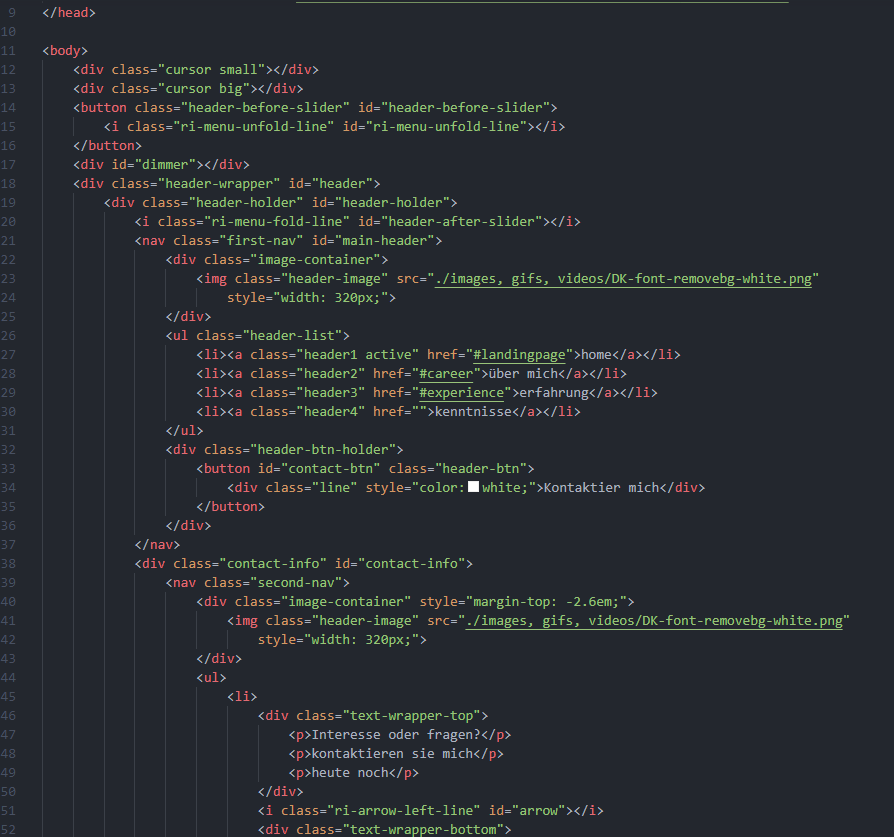 9 </head>
10
11 <body>
12 <div class="cursor small"></div>
13 <div class="cursor big"></div>
14 <button class="header-before-slider" id="header-before-slider">
15 <i class="ri-menu-unfold-line" id="ri-menu-unfold-line"></i>
16 </button>
17 <div id="dimmer"></div>
18 <div class="header-wrapper" id="header">
19 <div class="header-holder" id="header-holder">
20 <i class="ri-menu-fold-line" id="header-after-slider"></i>
21 <nav class="first-nav" id="main-header">
22 <div class="image-container">
23 <img class="header-image" src="./images, gifs, videos/DK-font-removebg-white.png"
24 style="width: 320px;">
25 </div>
26 <ul class="header-list">
27 <li><a class="header1 active" href="#landingpage">home</a></li>
28 <li><a class="header2" href="#career">über mich</a></li>
29 <li><a class="header3" href="#experience">erfahrung</a></li>
30 <li><a class="header4" href="">kenntnisse</a></li>
31 </ul>
32 <div class="header-btn-holder">
33 <button id="contact-btn" class="header-btn">
34 <div class="line" style="color: white;">Kontaktier mich</div>
35 </button>
36 </div>
37 </nav>
38 <div class="contact-info" id="contact-info">
39 <nav class="second-nav">
40 <div class="image-container" style="margin-top: -2.6em;">
41 <img class="header-image" src="./images, gifs, videos/DK-font-removebg-white.png"
42 style="width: 320px;">
43 </div>
44 <ul>
45 <li>
46 <div class="text-wrapper-top">
47 <p>Interesse oder fragen?</p>
48 <p>kontaktieren sie mich</p>
49 <p>heute noch</p>
50 </div>
51 <i class="ri-arrow-left-line" id="arrow"></i>
52 <div class="text-wrapper-bottom">